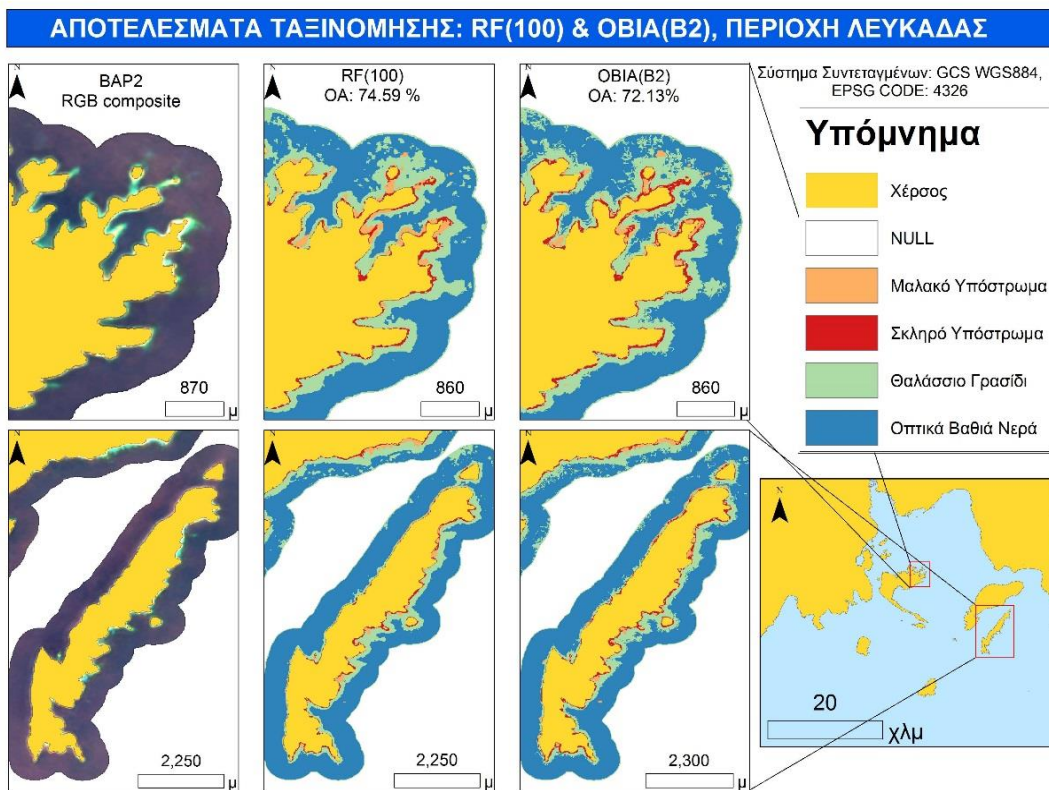 ΑΠΟΤΕΛΕΣΜΑΤΑ ΤΑΞΙΝΟΜΗΣΗΣ: RF(100) & OBIA(B2), ΠΕΡΙΟΧΗ ΛΕΥΚΑΔΑΣ
N
BAP2
RGB composite
870
μ
N
RF(100)
OA: 74.59 %
860
μ
N
OBIA(B2)
OA: 72.13%
860
μ
Σύστημα Συντεταγμένων: GCS WGS884,
EPSG CODE: 4326
Υπόμνημα
Χέρσος
NULL
Μαλακό Υπόστρωμα
Σκληρό Υπόστρωμα
Θαλάσσιο Γρασίδι
Οπτικά Βαθιά Νερά
N
2,250
μ
N
2,250
μ
N
2,300
μ
N
20
χλμ